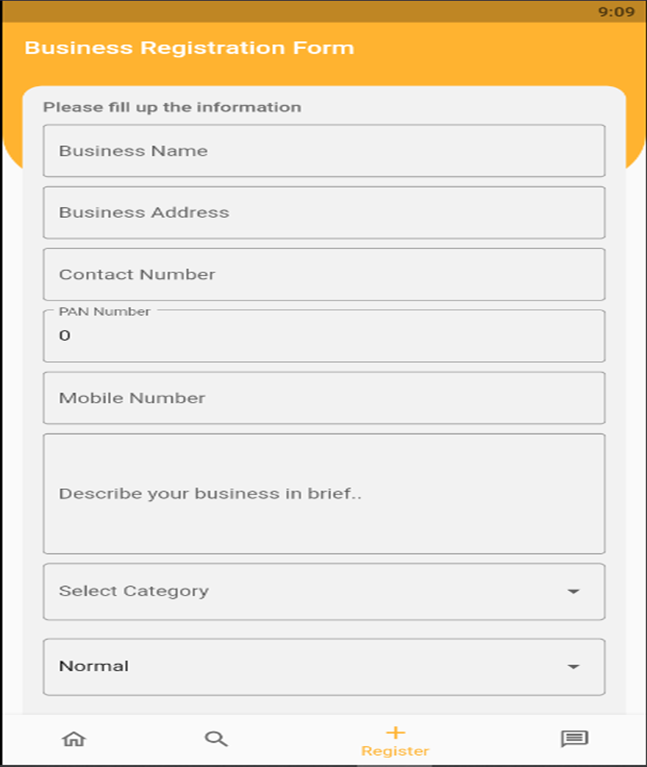 9:09
Business Registration Form
Please fill up the information
Business Name
Business Address
Contact Number
PAN Number
0
Mobile Number
Describe your business in brief..
Select Category
Normal
Register